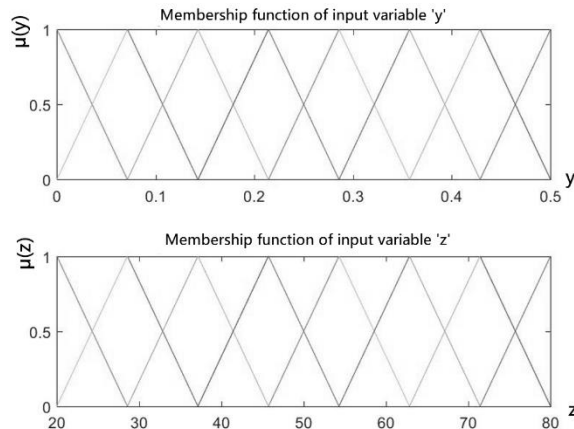 Membership function of input variable 'y'
μ(y)
1
0.5
0
0 0.1 0.2 0.3 0.4 0.5
y
Membership function of input variable 'z'
μ(z)
1
0.5
0
20 30 40 50 60 70 80
z